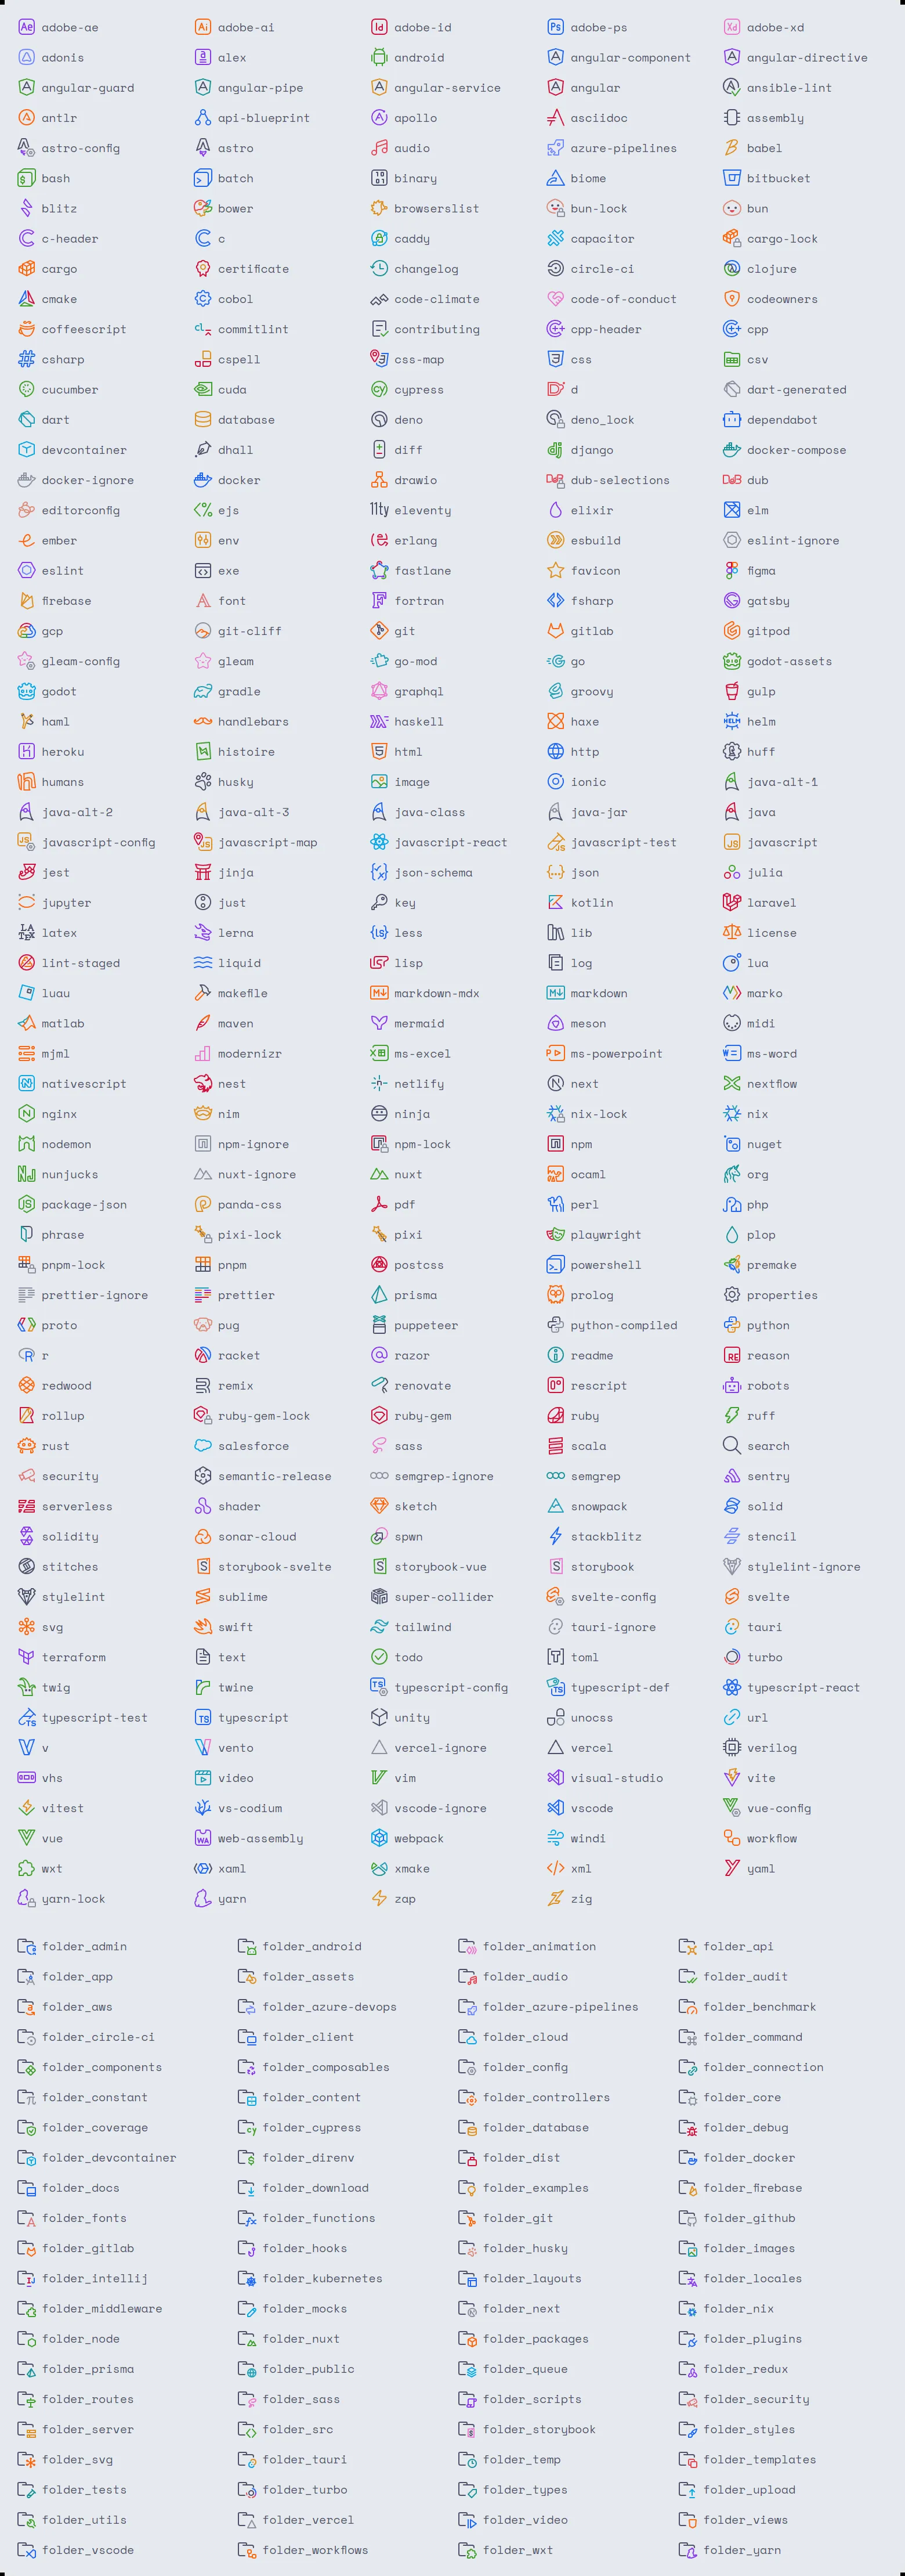 adobe-ae adobe-ai adobe-id adobe-ps adobe-xd
adonis alex android angular-component angular-directive
angular-guard angular-pipe angular-service angular ansible-lint
antlr api-blueprint apollo asciidoc assembly
astro-config astro audio azure-pipelines babel
bash batch binary biome bitbucket
blitz bower browserslist bun-lock bun
c-header c caddy capacitor cargo-lock
cargo certificate changelog circle-ci clojure
cmake cobol code-climate code-of-conduct codeowners
coffeescript commitlint contributing cpp-header cpp
csharp cspell css-map css csv
cucumber cuda cypress d dart-generated
dart database deno deno_lock dependabot
devcontainer dhall diff django docker-compose
docker-ignore docker drawio dub-selections dub
editorconfig ejs eleventy elixir elm
ember env erlang esbuild eslint-ignore
eslint exe fastlane favicon figma
firebase font fortran fsharp gatsby
gcp git-cliff git gitlab gitpod
gleam-config gleam go-mod go godot-assets
godot gradle graphql groovy gulp
haml handlebars haskell haxe helm
heroku histoire html http huff
humans husky image ionic java-alt-1
java-alt-2 java-alt-3 java-class java-jar java
javascript-config javascript-map javascript-react javascript-test javascript
jest jinja json-schema json julia
jupyter just key kotlin laravel
latex lerna less lib license
lint-staged liquid lisp log lua
luau makefile markdown-mdx markdown marko
matlab maven mermaid meson midi
mjml modernizr ms-excel ms-powerpoint ms-word
nativescript nest netlify next nextflow
nginx nim ninja nix-lock nix
nodemon npm-ignore npm-lock npm nuget
nunjucks nuxt-ignore nuxt ocaml org
package-json panda-css pdf perl php
phrase pixi-lock pixi playwright plop
pnpm-lock pnpm postcss powershell premake
prettier-ignore prettier prisma prolog properties
proto pug puppeteer python-compiled python
r racket razor readme reason
redwood remix renovate rescript robots
rollup ruby-gem-lock ruby-gem ruby ruff
rust salesforce sass scala search
security semantic-release semgrep-ignore semgrep sentry
serverless shader sketch snowpack solid
solidity sonar-cloud spwn stackblitz stencil
stitches storybook-svelte storybook-vue storybook stylelint-ignore
stylelint sublime super-collider svelte-config svelte
svg swift tailwind tauri-ignore tauri
terraform text todo toml turbo
twig twine typescript-config typescript-def typescript-react
typescript-test typescript unity unocss url
v vento vercel-ignore vercel verilog
vhs video vim visual-studio vite
vitest vs-codium vscode-ignore vscode vue-config
vue web-assembly webpack windi workflow
wxt xaml xmake xml yaml
yarn-lock yarn zap zig
folder_admin folder_android folder_animation folder_api
folder_app folder_assets folder_audio folder_audit
folder_aws folder_azure-devops folder_azure-pipelines folder_benchmark
folder_circle-ci folder_client folder_cloud folder_command
folder_components folder_composables folder_config folder_connection
folder_constant folder_content folder_controllers folder_core
folder_coverage folder_cypress folder_database folder_debug
folder_devcontainer folder_direnv folder_dist folder_docker
folder_docs folder_download folder_examples folder_firebase
folder_fonts folder_functions folder_git folder_github
folder_gitlab folder_hooks folder_husky folder_images
folder_intellij folder_kubernetes folder_layouts folder_locales
folder_middleware folder_mocks folder_next folder_nix
folder_node folder_nuxt folder_packages folder_plugins
folder_prisma folder_public folder_queue folder_redux
folder_routes folder_sass folder_scripts folder_security
folder_server folder_src folder_storybook folder_styles
folder_svg folder_tauri folder_temp folder_templates
folder_tests folder_turbo folder_types folder_upload
folder_utils folder_vercel folder_video folder_views
folder_vscode folder_workflows folder_wxt folder_yarn